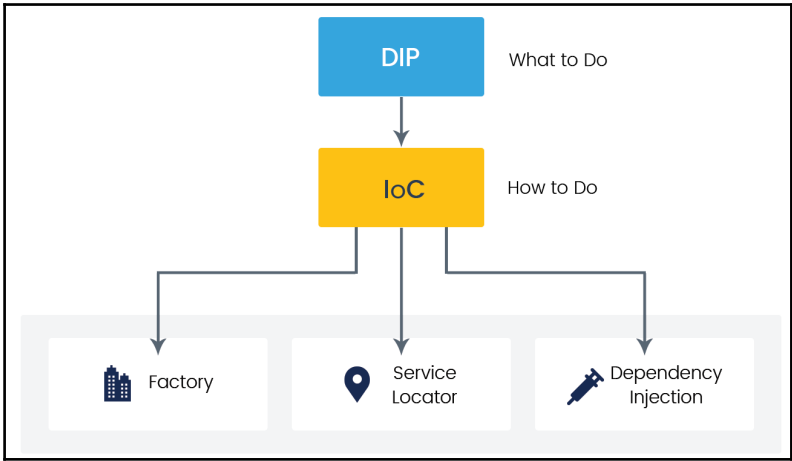 DIP
What to Do
IoC
How to Do
Factory
Service
Locator
Dependency
Injection